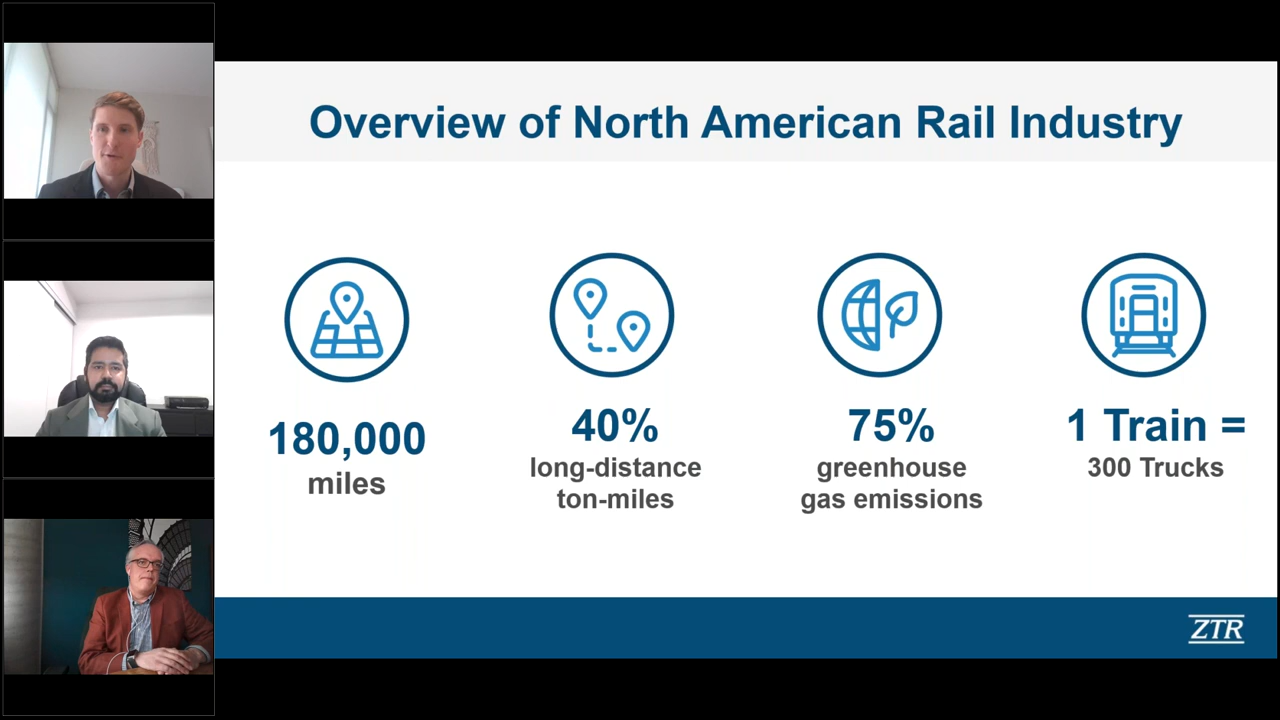 Overview of North American Rail Industry
180,000
miles
40%
long-distance
ton-miles
75%
greenhouse
gas emissions
1 Train =
300 Trucks
ZTR